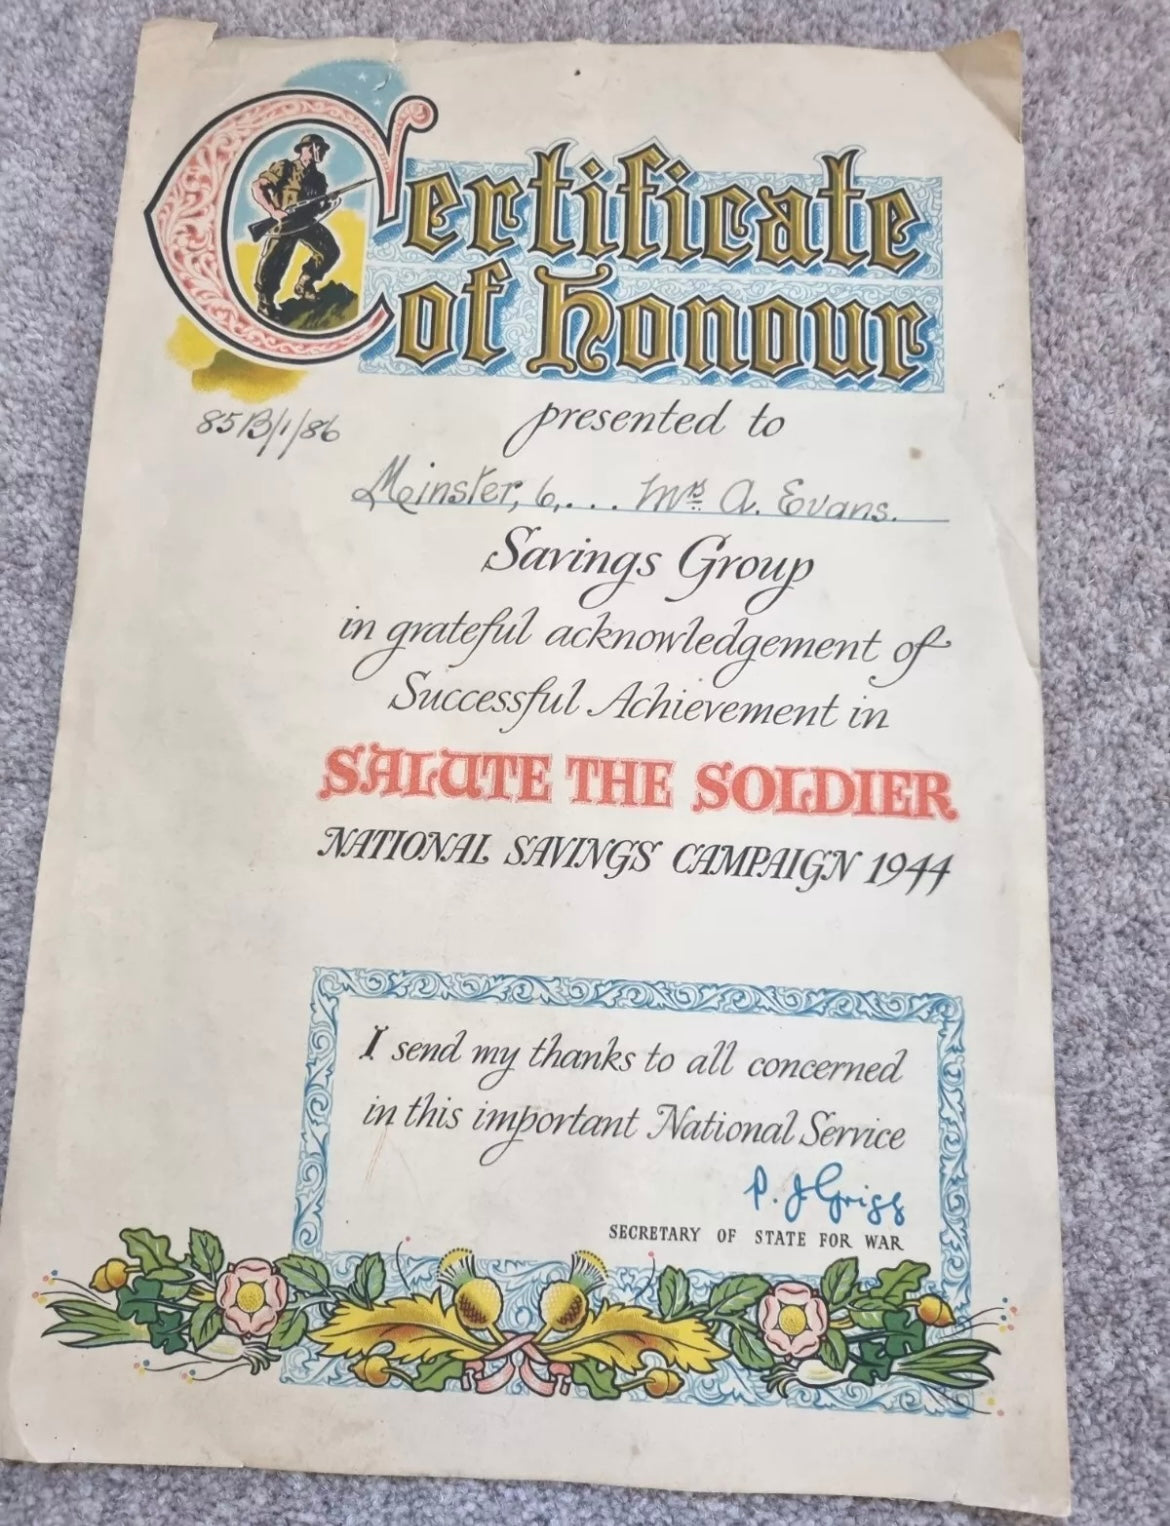 Certificate
of Honour
85B/1/86
presented to
Minster, 6,... Mrs A. Evans.
Savings Group
in grateful acknowledgement of
Successful Achievement in
SALUTE THE SOLDIER
NATIONAL SAVINGS CAMPAIGN 1944
I send my thanks to all concerned
in this important National Service
P. J. Grigg
SECRETARY OF STATE FOR WAR